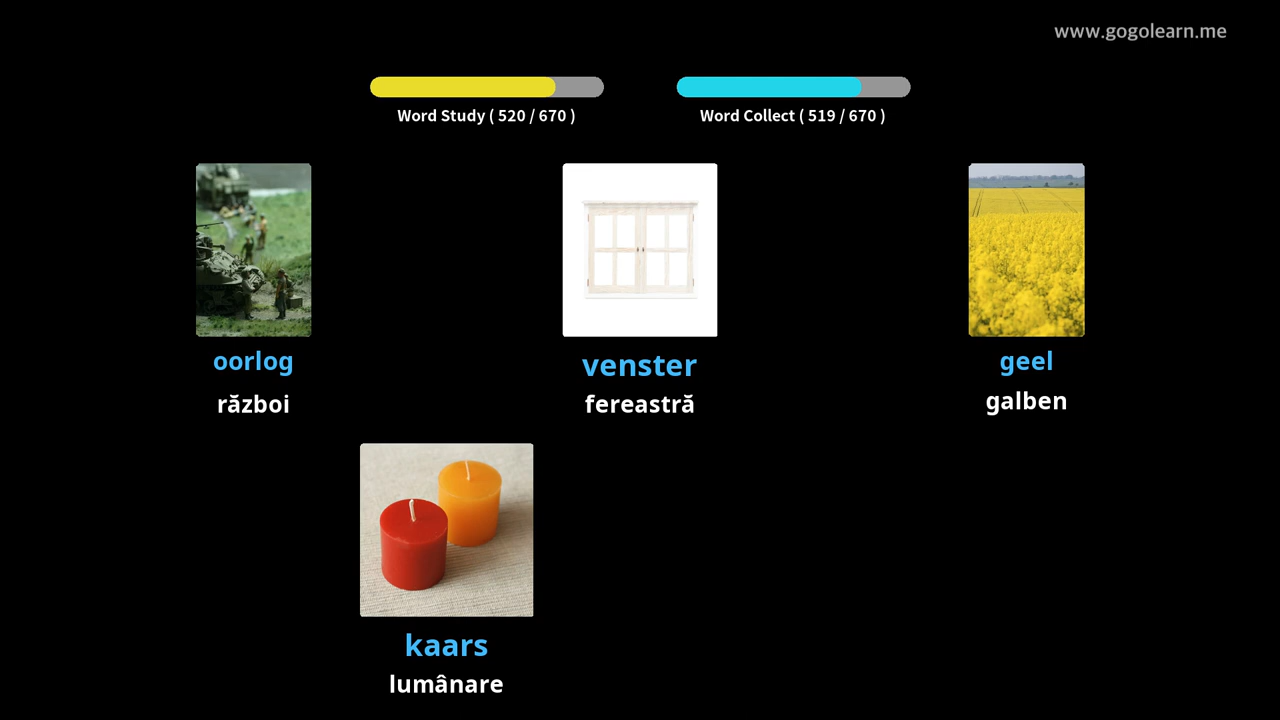 www.gogolearn.me
Word Study ( 520 / 670 )
Word Collect ( 519 / 670 )
oorlog
război
venster
fereastră
geel
galben
kaars
lumânare